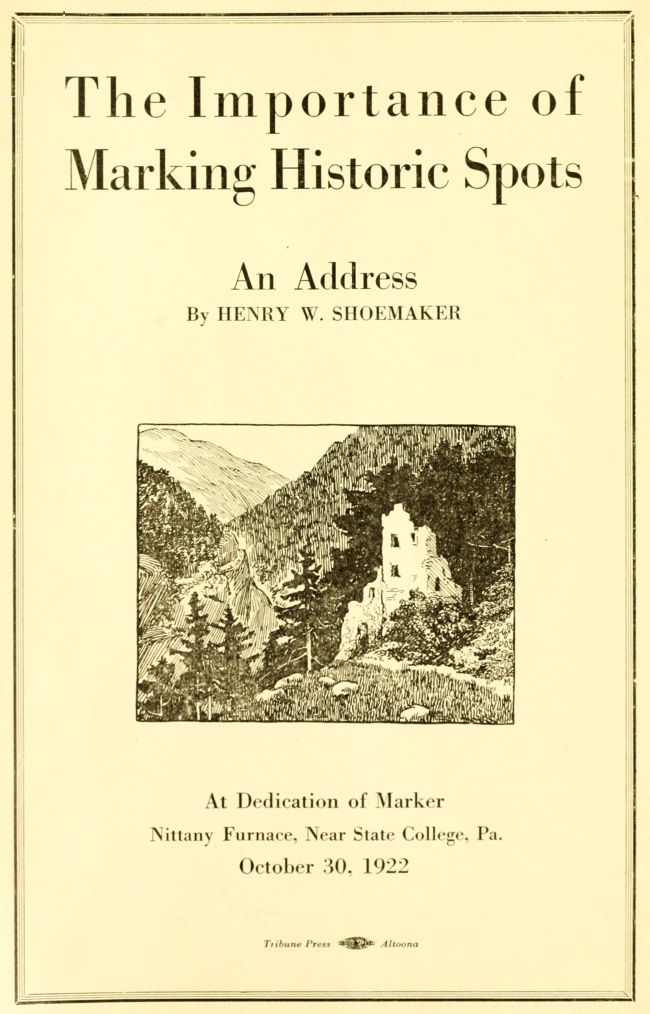 The Importance of
Marking Historic Spots
An Address
By HENRY W. SHOEMAKER
At Dedication of Marker
Nittany Furnace, Near State College, Pa.
October 30, 1922
Tribune Press Altoona